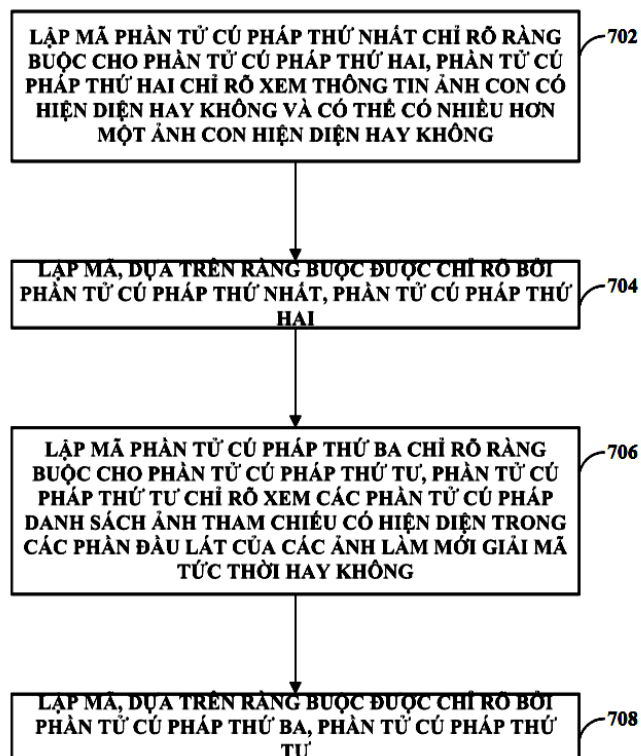 LẬP MÃ PHẦN TỬ CÚ PHÁP THỨ NHẤT CHỈ RÕ RÀNG
BUỘC CHO PHẦN TỬ CÚ PHÁP THỨ HAI, PHẦN TỬ CÚ
PHÁP THỨ HAI CHỈ RÕ XEM THÔNG TIN ẢNH CON CÓ
HIỆN DIỆN HAY KHÔNG VÀ CÓ THỂ CÓ NHIỀU HƠN
MỘT ẢNH CON HIỆN DIỆN HAY KHÔNG
702
LẬP MÃ, DỰA TRÊN RÀNG BUỘC ĐƯỢC CHỈ RÕ BỞI
PHẦN TỬ CÚ PHÁP THỨ NHẤT, PHẦN TỬ CÚ PHÁP THỨ
HAI
704
LẬP MÃ PHẦN TỬ CÚ PHÁP THỨ BA CHỈ RÕ RÀNG
BUỘC CHO PHẦN TỬ CÚ PHÁP THỨ TƯ, PHẦN TỬ CÚ
PHÁP THỨ TƯ CHỈ RÕ XEM CÁC PHẦN TỬ CÚ PHÁP
DANH SÁCH ẢNH THAM CHIẾU CÓ HIỆN DIỆN TRONG
CÁC PHẦN ĐẦU LÁT CỦA CÁC ẢNH LÀM MỚI GIẢI MÃ
TỨC THỜI HAY KHÔNG
706
LẬP MÃ, DỰA TRÊN RÀNG BUỘC ĐƯỢC CHỈ RÕ BỞI
PHẦN TỬ CÚ PHÁP THỨ BA, PHẦN TỬ CÚ PHÁP THỨ
TƯ
708